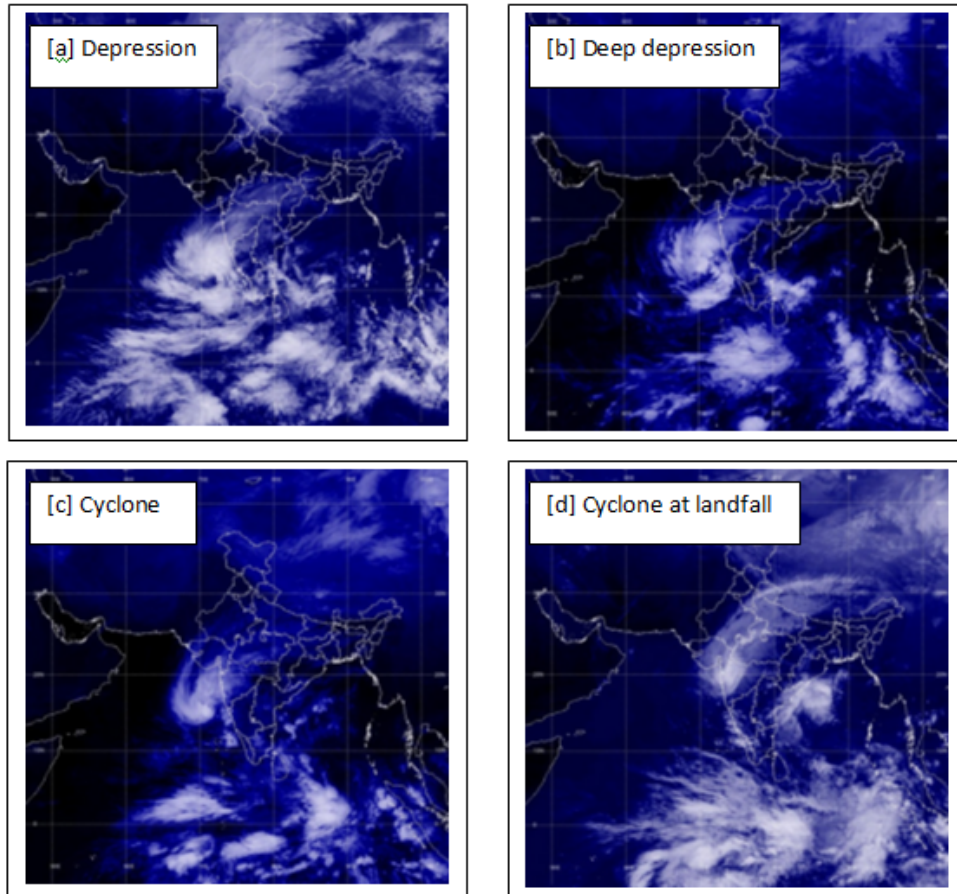 [a] Depression
[b] Deep depression
[c] Cyclone
[d] Cyclone at landfall